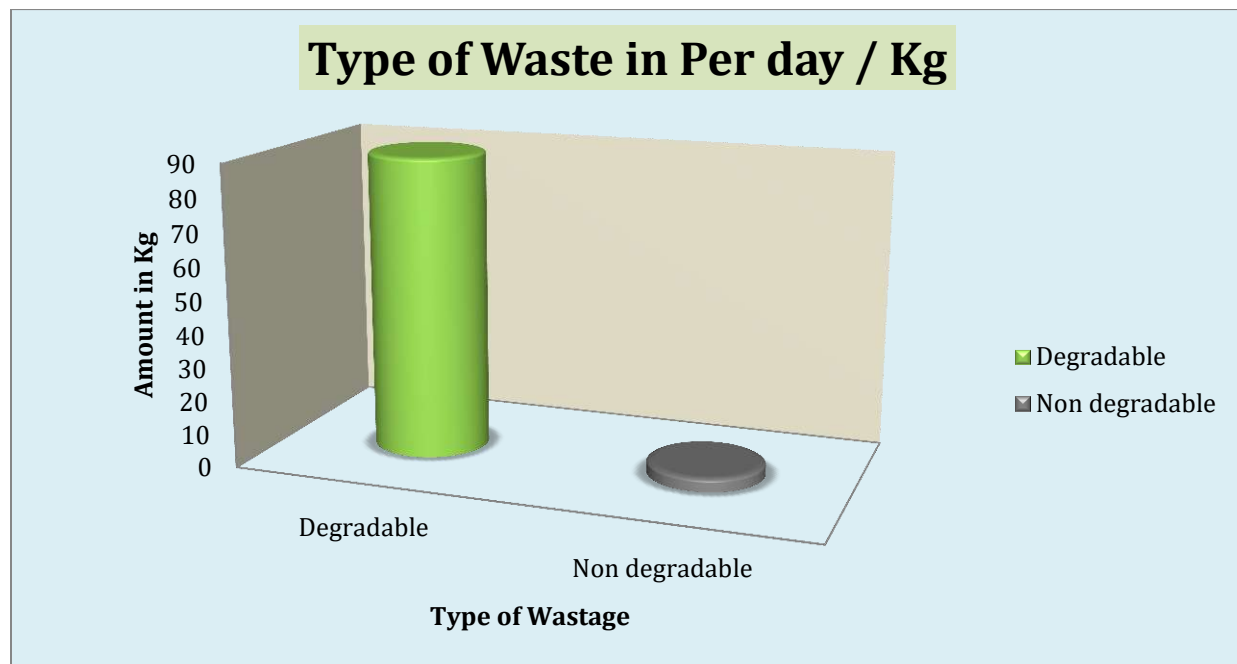 Type of Waste in Per day / Kg
90
80
70
60
50
40
30
20
10
0
Amount in Kg
Degradable
Non degradable
Type of Wastage
Degradable
Non degradable